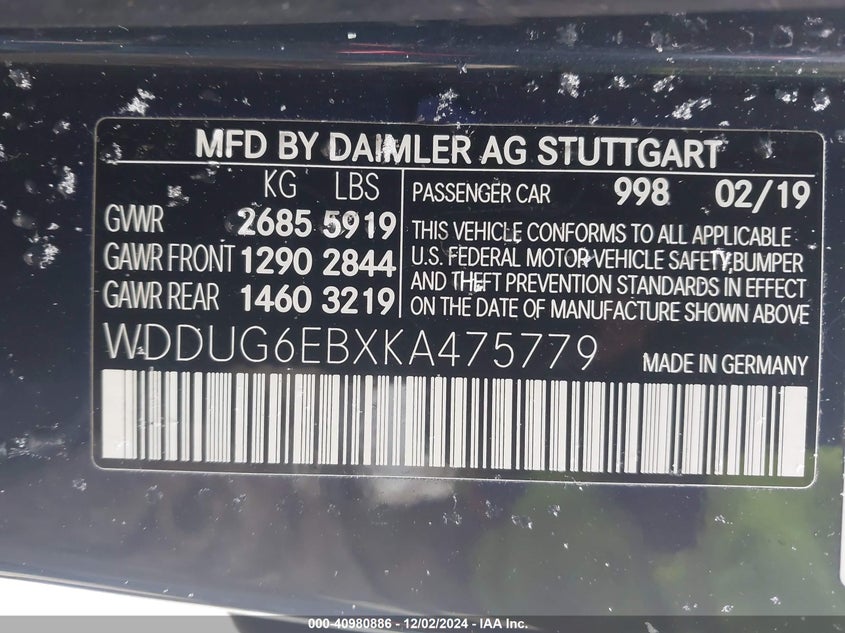 MFD BY DAIMLER AG STUTTGART
KG LBS
GVWR 2685 5919
GAWR FRONT 1290 2844
GAWR REAR 1460 3219
PASSENGER CAR 998 02/19
THIS VEHICLE CONFORMS TO ALL APPLICABLE
U.S. FEDERAL MOTOR VEHICLE SAFETY,BUMPER
AND THEFT PREVENTION STANDARDS IN EFFECT
ON THE DATE OF MANUFACTURE SHOWN ABOVE
WDDUG6EBXKA475779
MADE IN GERMANY
000-40980886 - 12/02/2024 - IAA Inc.